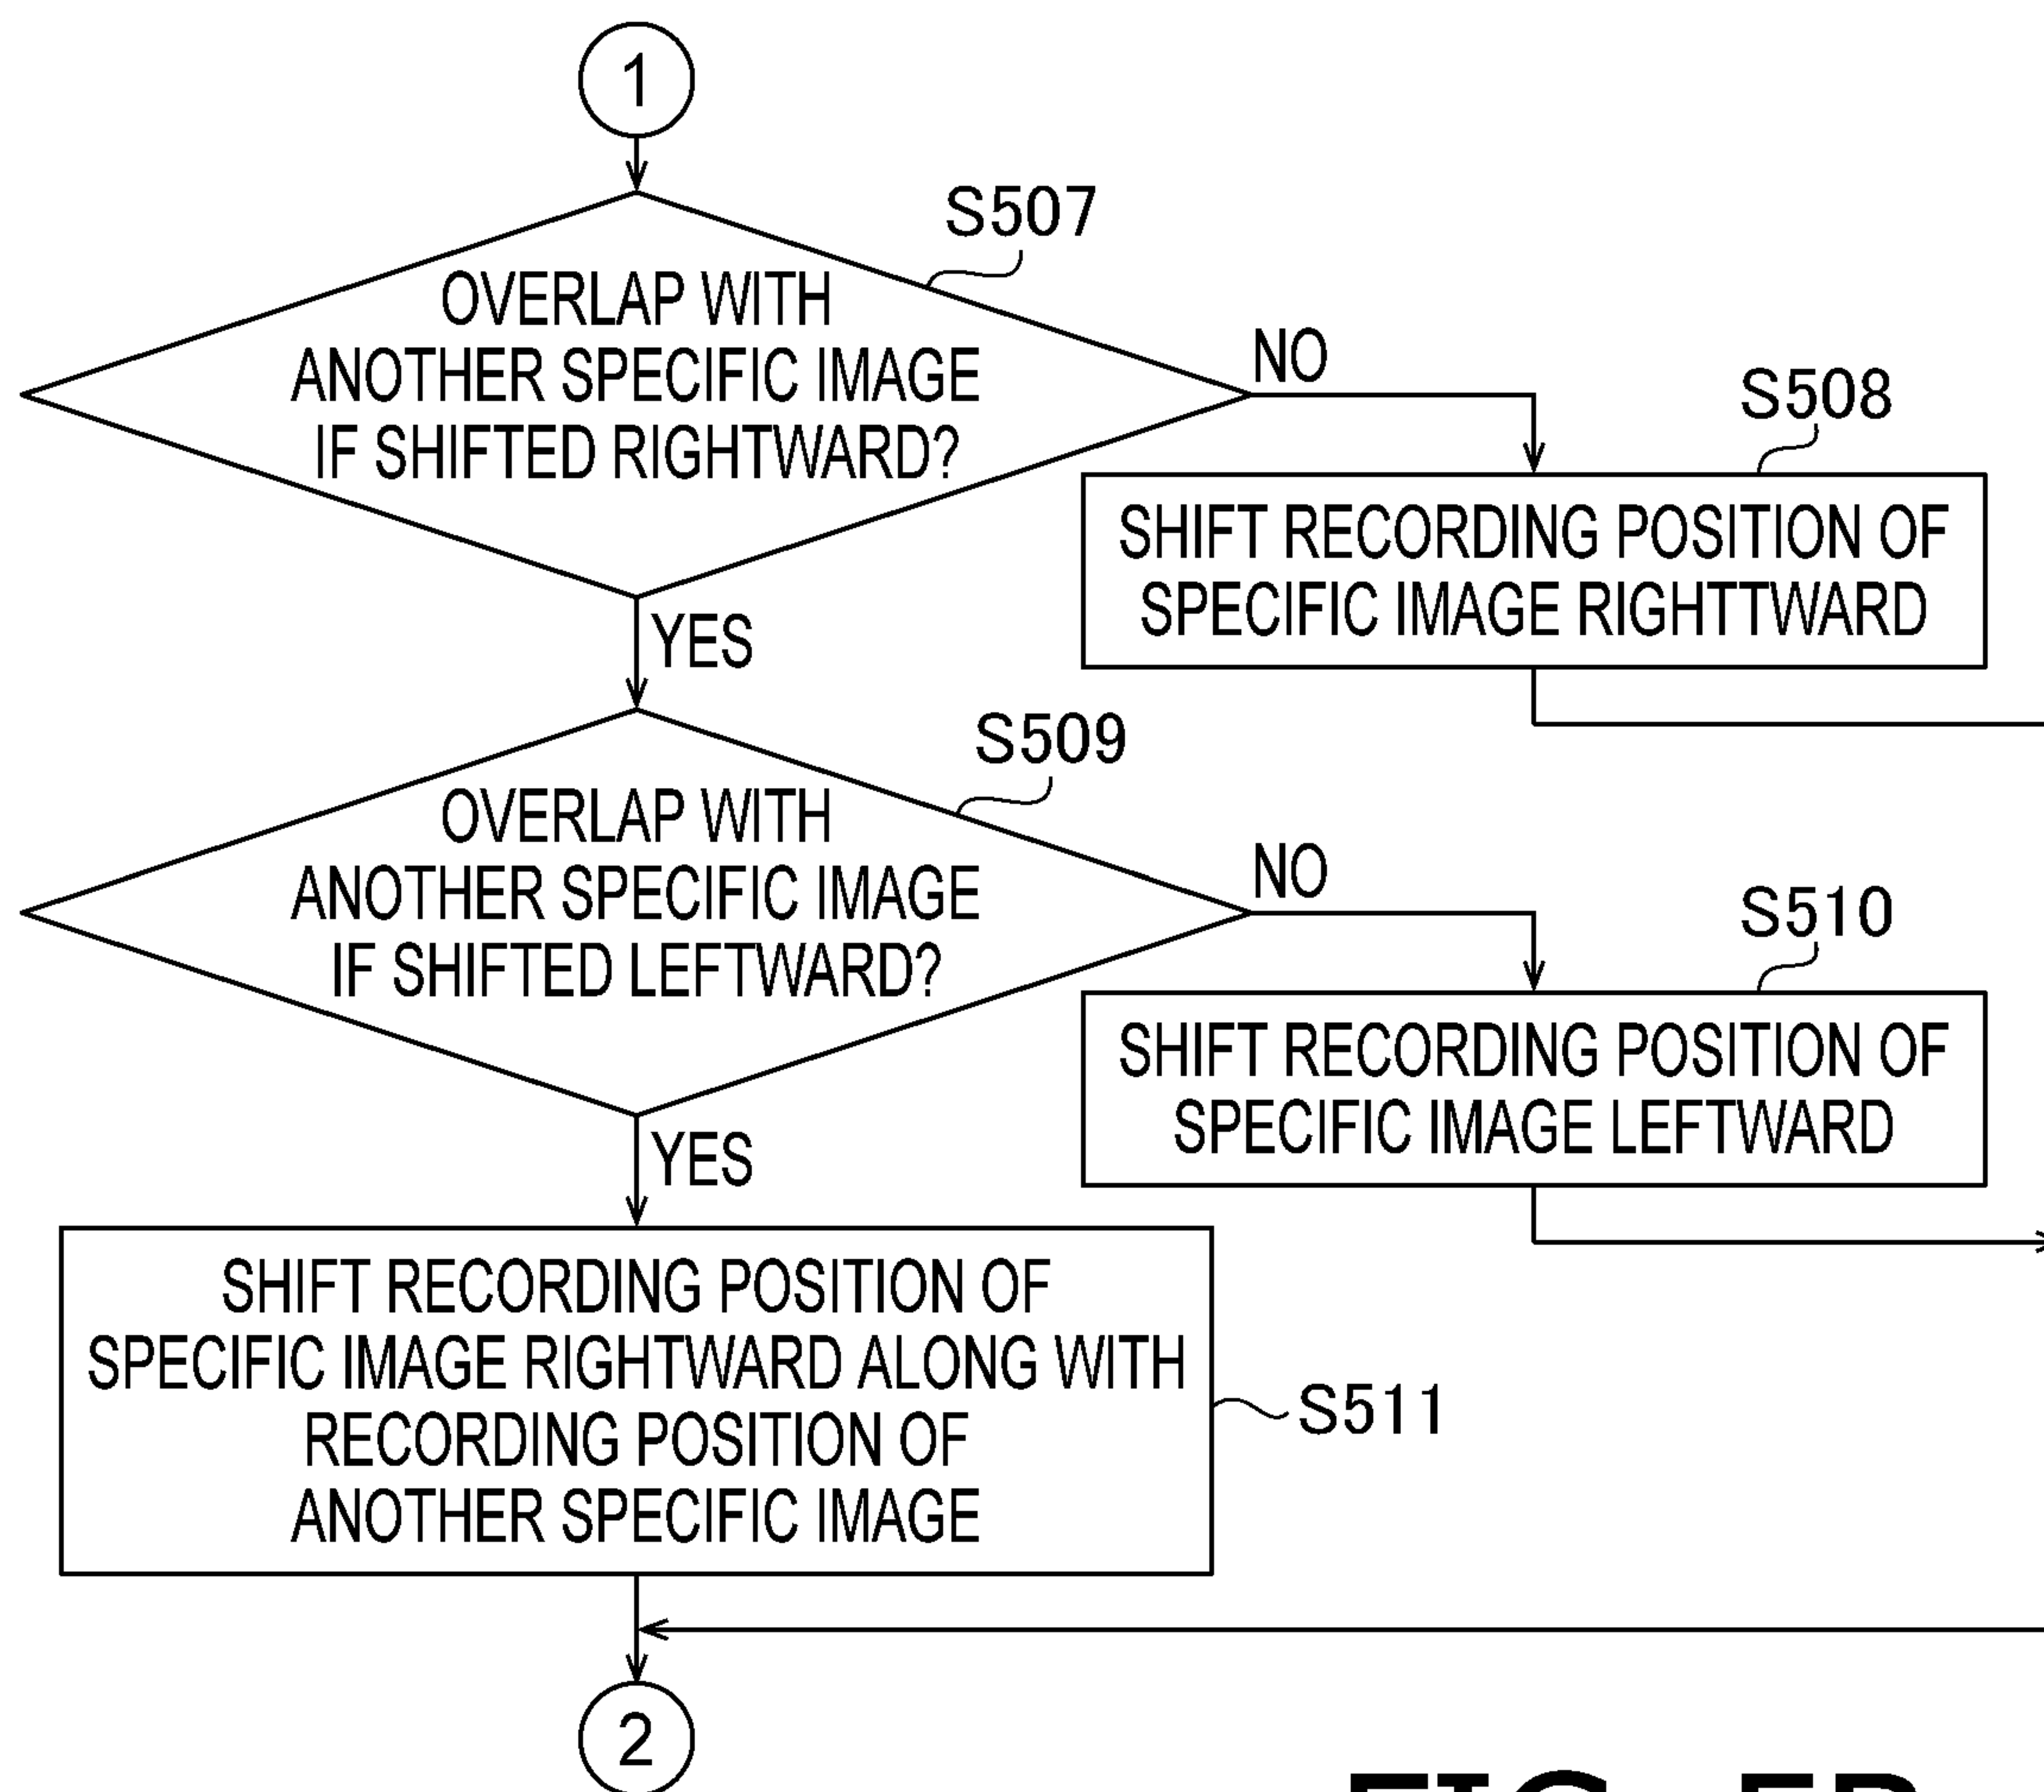 1
S507
OVERLAP WITH
ANOTHER SPECIFIC IMAGE
IF SHIFTED RIGHTWARD?
NO
S508
SHIFT RECORDING POSITION OF
SPECIFIC IMAGE RIGHTTWARD
YES
S509
OVERLAP WITH
ANOTHER SPECIFIC IMAGE
IF SHIFTED LEFTWARD?
NO
S510
SHIFT RECORDING POSITION OF
SPECIFIC IMAGE LEFTWARD
YES
SHIFT RECORDING POSITION OF
SPECIFIC IMAGE RIGHTWARD ALONG WITH
RECORDING POSITION OF
ANOTHER SPECIFIC IMAGE
S511
2